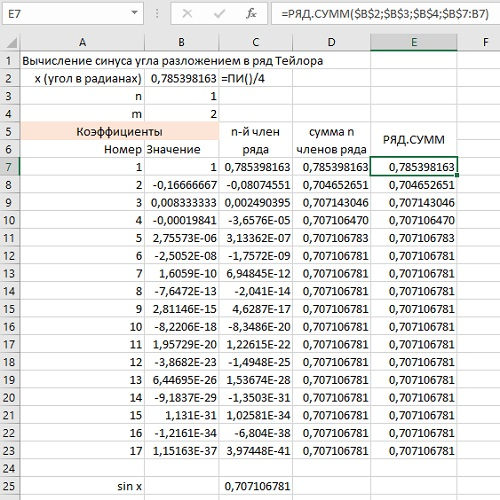 E7 fx =РЯД.СУММ($B$2;$B$3;$B$4;$B$7:B7)
A B C D E F
1 Вычисление синуса угла разложением в ряд Тейлора
2 x (угол в радианах) 0,785398163 =ПИ()/4
3 n 1
4 m 2
5 Коэффициенты n-й член ряда сумма n членов ряда РЯД.СУММ
6 Номер Значение
7 1 1 0,785398163 0,785398163 0,785398163
8 2 -0,16666667 -0,08074551 0,704652651 0,704652651
9 3 0,008333333 0,002490395 0,707143046 0,707143046
10 4 -0,00019841 -3,6576E-05 0,707106470 0,707106470
11 5 2,75573E-06 3,13362E-07 0,707106783 0,707106783
12 6 -2,5052E-08 -1,7572E-09 0,707106781 0,707106781
13 7 1,6059E-10 6,94845E-12 0,707106781 0,707106781
14 8 -7,6472E-13 -2,041E-14 0,707106781 0,707106781
15 9 2,81146E-15 4,6287E-17 0,707106781 0,707106781
16 10 -8,2206E-18 -8,3486E-20 0,707106781 0,707106781
17 11 1,95729E-20 1,22615E-22 0,707106781 0,707106781
18 12 -3,8682E-23 -1,4948E-25 0,707106781 0,707106781
19 13 6,44695E-26 1,53674E-28 0,707106781 0,707106781
20 14 -9,1837E-29 -1,3503E-31 0,707106781 0,707106781
21 15 1,131E-31 1,02581E-34 0,707106781 0,707106781
22 16 -1,2161E-34 -6,804E-38 0,707106781 0,707106781
23 17 1,15163E-37 3,97448E-41 0,707106781 0,707106781
24
25 sin x 0,707106781